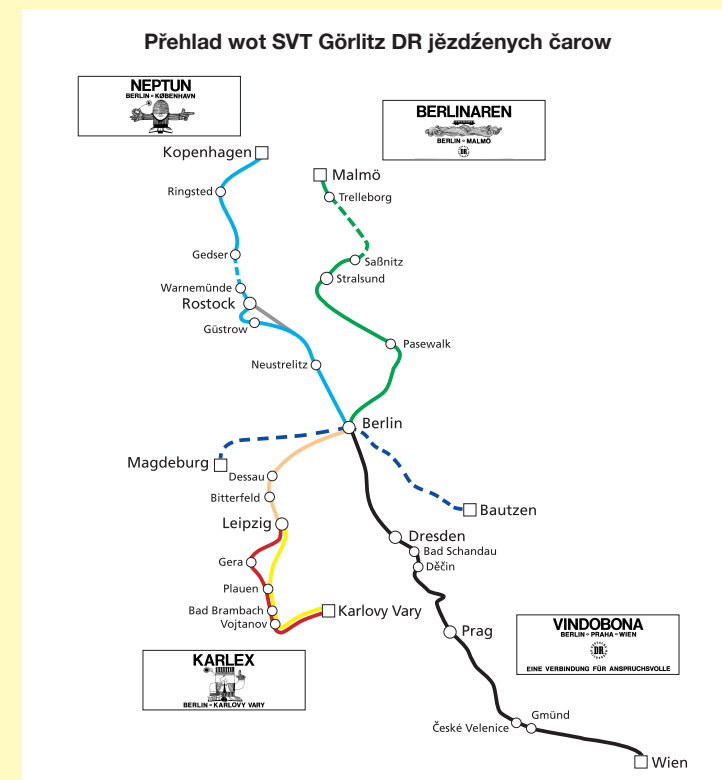 Přehlad wot SVT Görlitz DR jězdźenych čarow
NEPTUN
BERLIN - KØBENHAVN
BERLINAREN
BERLIN - MALMÖ
DR
Kopenhagen
Malmö
Ringsted
Trelleborg
Gedser
Saßnitz
Stralsund
Warnemünde
Rostock
Güstrow
Pasewalk
Neustrelitz
Berlin
Magdeburg
Dessau
Bitterfeld
Bautzen
Leipzig
Dresden
Bad Schandau
Gera
Děčín
Plauen
Bad Brambach
Karlovy Vary
Vojtanov
Prag
VINDOBONA
BERLIN - PRAHA - WIEN
DR
EINE VERBINDUNG FÜR ANSPRUCHSVOLLE
KARLEX
BERLIN - KARLOVY VARY
Gmünd
České Velenice
Wien